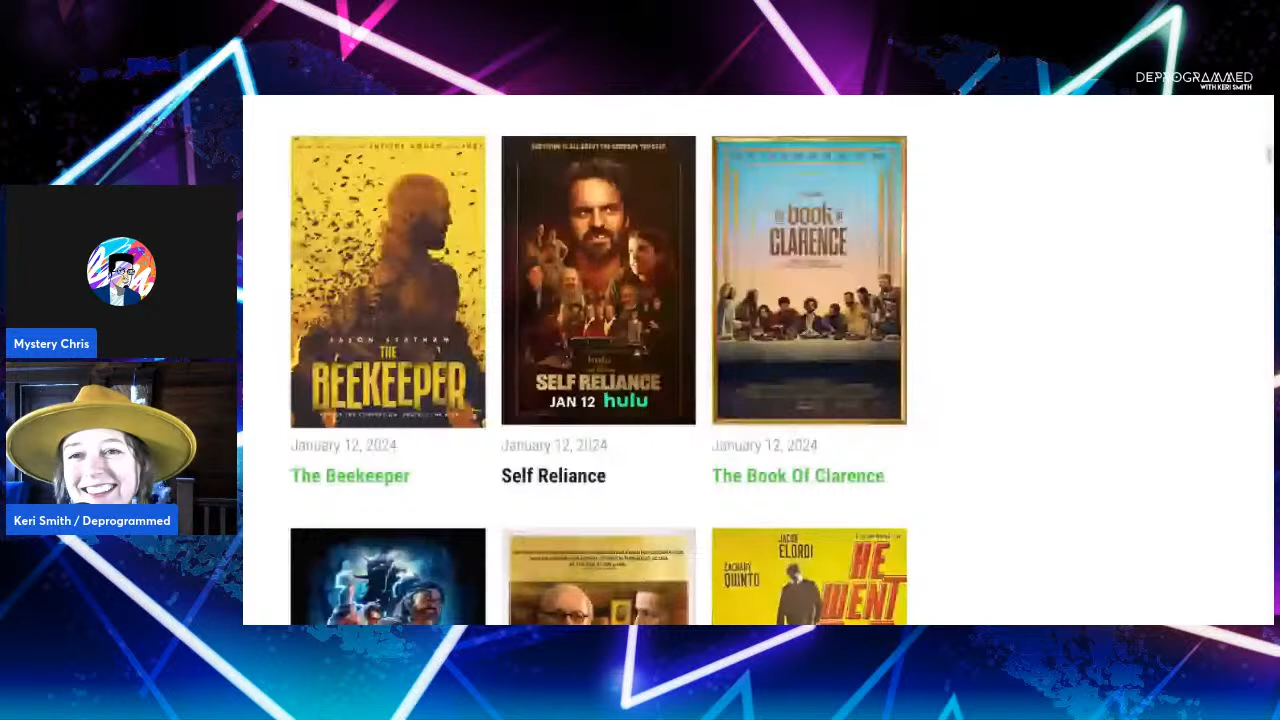 DEPROGRAMMED
WITH KERI SMITH
JASON STATHAM
THE
BEEKEEPER
January 12, 2024
The Beekeeper
hulu
SELF RELIANCE
JAN 12 hulu
January 12, 2024
Self Reliance
THE book OF
CLARENCE
January 12, 2024
The Book Of Clarence
JACOB
ELORDI
ZACHARY
QUINTO
HE
WENT
Mystery Chris
Keri Smith / Deprogrammed